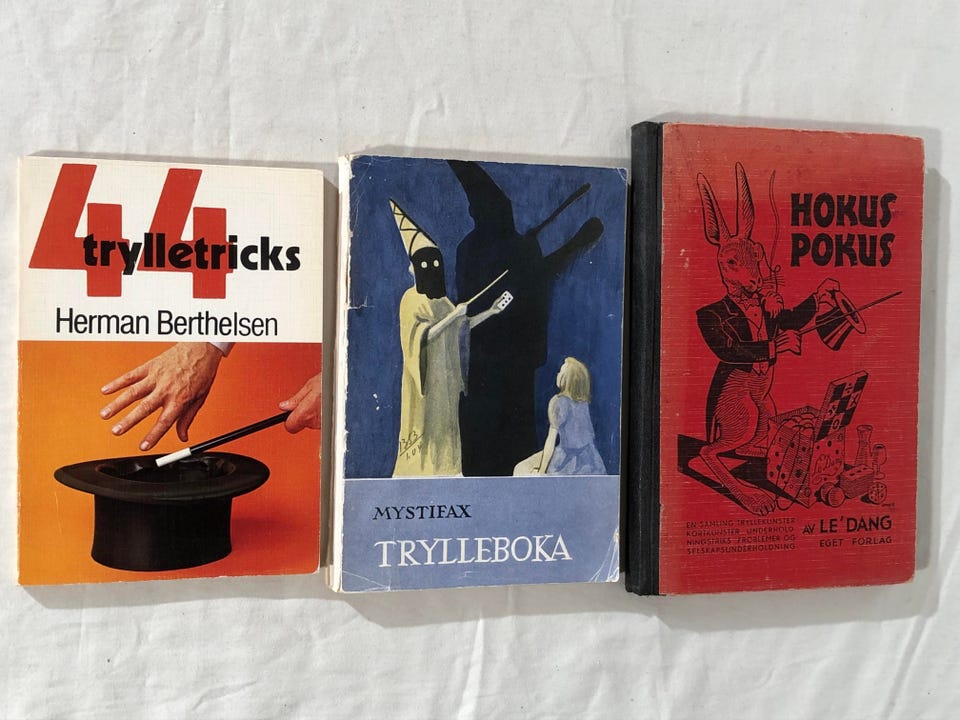 44
trylletricks
Herman Berthelsen
MYSTIFAX
TRYLLEBOKA
HOKUS
POKUS
EN SAMLING TRYLLEKUNSTER
KORTKUNSTER UNDERHOLD-
NINGSTRIKS PROBLEMER OG
SELSKAPSUNDERHOLDNING
AV LE'DANG
EGET FORLAG